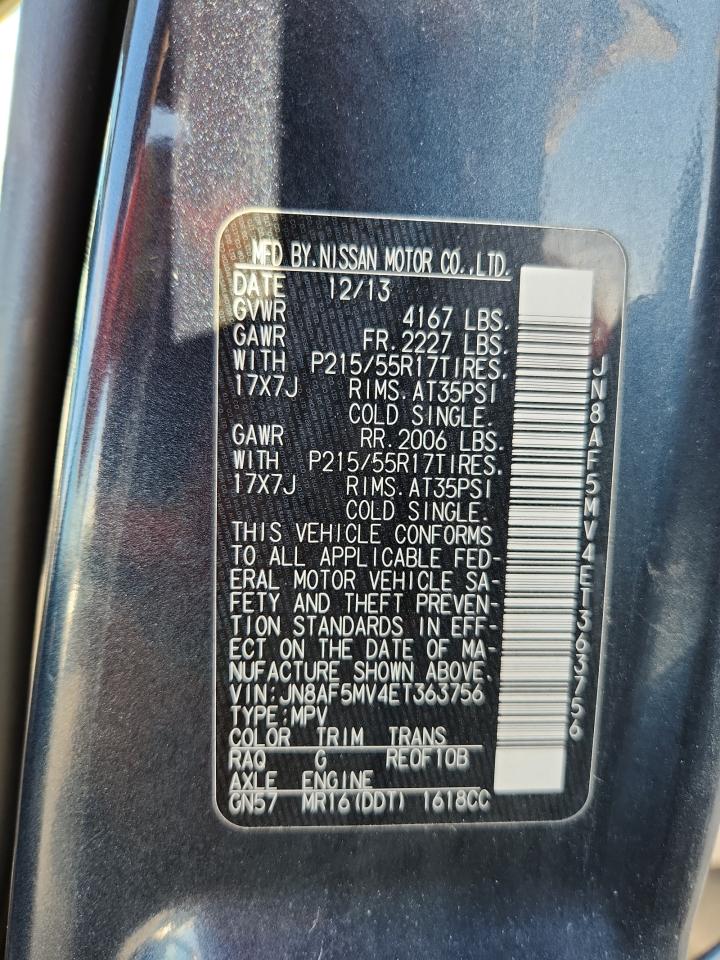 MFD BY.NISSAN MOTOR CO.,LTD.
DATE 12/13
GVWR 4167 LBS.
GAWR FR.2227 LBS.
WITH P215/55R17TIRES.
17X7J RIMS.AT35PSI
COLD SINGLE.
GAWR RR.2006 LBS.
WITH P215/55R17TIRES.
17X7J RIMS.AT35PSI
COLD SINGLE.
THIS VEHICLE CONFORMS
TO ALL APPLICABLE FED-
ERAL MOTOR VEHICLE SA-
FETY AND THEFT PREVEN-
TION STANDARDS IN EFF-
ECT ON THE DATE OF MA-
NUFACTURE SHOWN ABOVE.
VIN:JN8AF5MV4ET363756
TYPE:MPV
COLOR TRIM TRANS
RAQ G RE0F10B
AXLE ENGINE
GN57 MR16(DDT) 1618CC
JN8AF5MV4ET363756